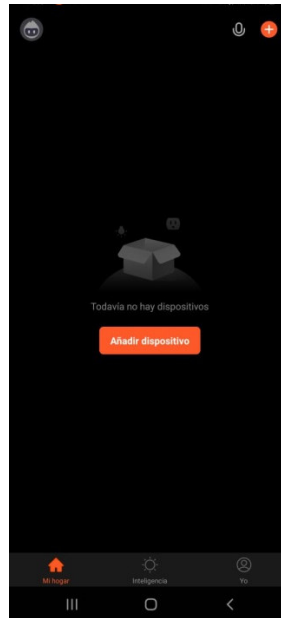 Todavía no hay dispositivos
Añadir dispositivo
Mi hogar
Inteligencia
Yo